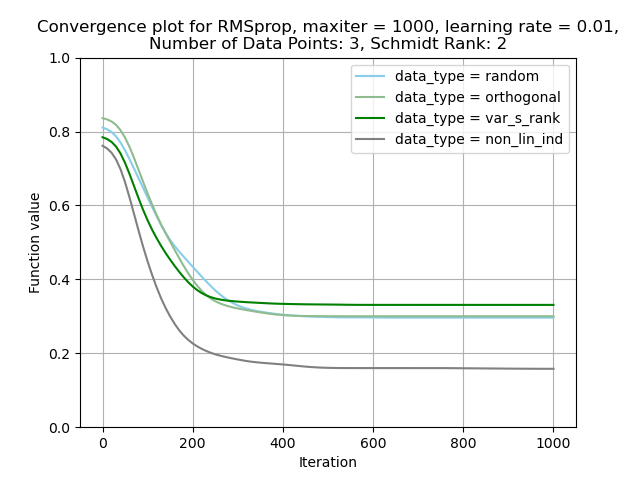 Convergence plot for RMSprop, maxiter = 1000, learning rate = 0.01,
Number of Data Points: 3, Schmidt Rank: 2
data_type = random
data_type = orthogonal
data_type = var_s_rank
data_type = non_lin_ind
Function value
1.0
0.8
0.6
0.4
0.2
0.0
0 200 400 600 800 1000
Iteration